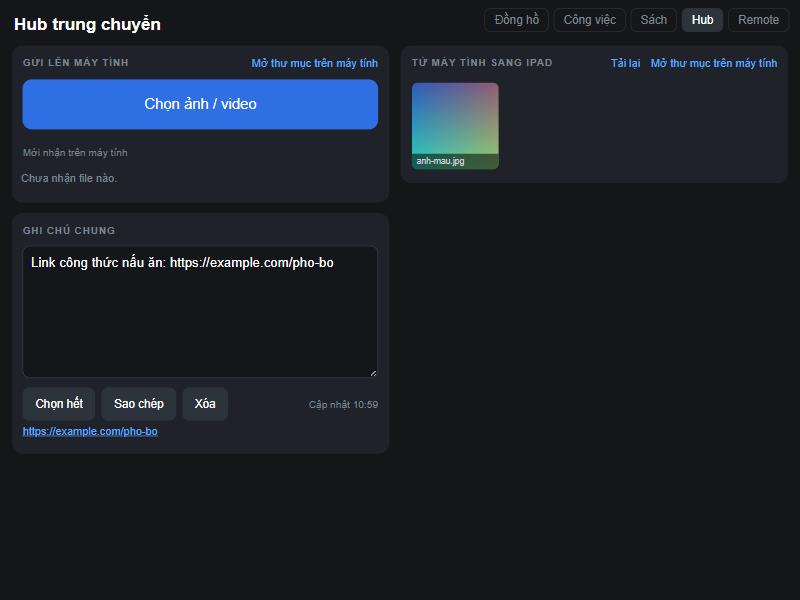 Hub trung chuyển
Đồng hồ
Công việc
Sách
Hub
Remote
GỬI LÊN MÁY TÍNH
Mở thư mục trên máy tính
Chọn ảnh / video
Mới nhận trên máy tính
Chưa nhận file nào.
TỪ MÁY TÍNH SANG IPAD
Tải lại
Mở thư mục trên máy tính
anh-mau.jpg
GHI CHÚ CHUNG
Link công thức nấu ăn: https://example.com/pho-bo
Chọn hết
Sao chép
Xóa
Cập nhật 10:59
https://example.com/pho-bo